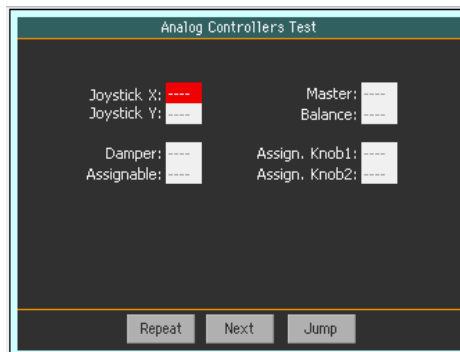 Analog Controllers Test
Joystick X: ----
Joystick Y: ----
Damper: ----
Assignable: ----
Master: ----
Balance: ----
Assign. Knob1: ----
Assign. Knob2: ----
Repeat
Next
Jump